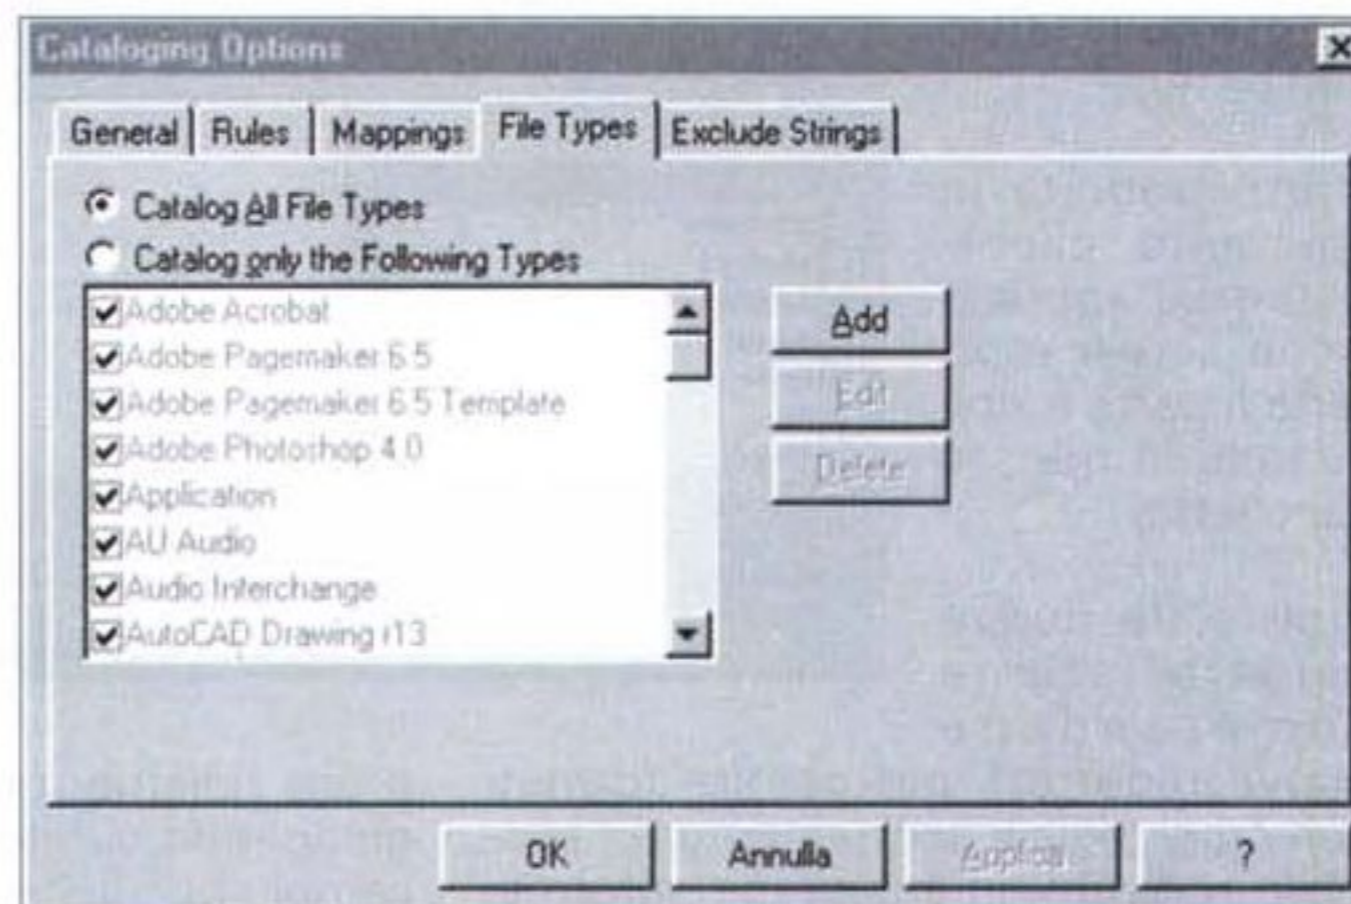 Cataloging Options
General Rules Mappings File Types Exclude Strings
Catalog All File Types
Catalog only the Following Types
Adobe Acrobat
Adobe Pagemaker 6.5
Adobe Pagemaker 6.5 Template
Adobe Photoshop 4.0
Application
AU Audio
Audio Interchange
AutoCAD Drawing r13
Add
Edit
Delete
OK Annulla Applica ?